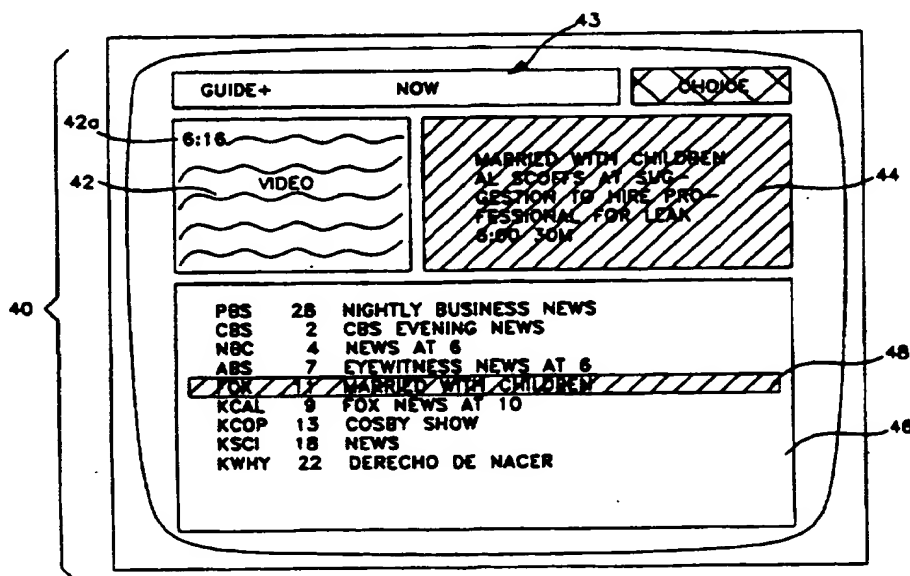 43
GUIDE+ NOW CHOICE
42a
6:16
42
VIDEO
MARRIED WITH CHILDREN
AL SCOFFS AT SUG-
GESTION TO HIRE PRO-
FESSIONAL FOR LEAK
6:00 30M
44
40
PBS 28 NIGHTLY BUSINESS NEWS
CBS 2 CBS EVENING NEWS
NBC 4 NEWS AT 6
ABS 7 EYEWITNESS NEWS AT 6
FOX 11 MARRIED WITH CHILDREN
48
KCAL 9 FOX NEWS AT 10
KCOP 13 COSBY SHOW
46
KSCI 18 NEWS
KWHY 22 DERECHO DE NACER